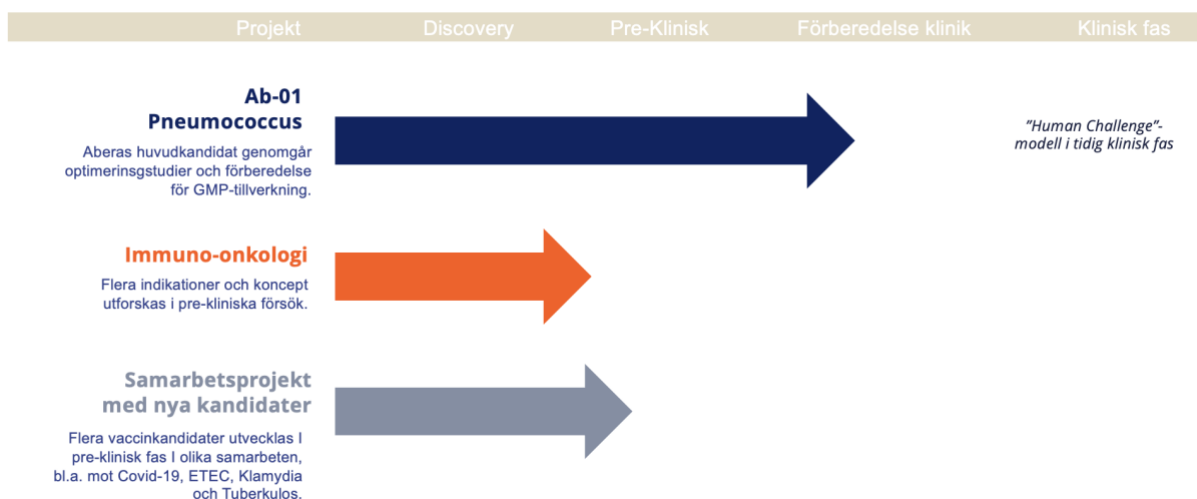 Projekt Discovery Pre-Klinisk Förberedelse klinik Klinisk fas
Ab-01
Pneumococcus
Aberas huvudkandidat genomgår
optimerinsgstudier och förberedelse
för GMP-tillverkning.
”Human Challenge”-
modell i tidig klinisk fas
Immuno-onkologi
Flera indikationer och koncept
utforskas i pre-kliniska försök.
Samarbetsprojekt
med nya kandidater
Flera vaccinkandidater utvecklas I
pre-klinisk fas I olika samarbeten,
bl.a. mot Covid-19, ETEC, Klamydia
och Tuberkulos.